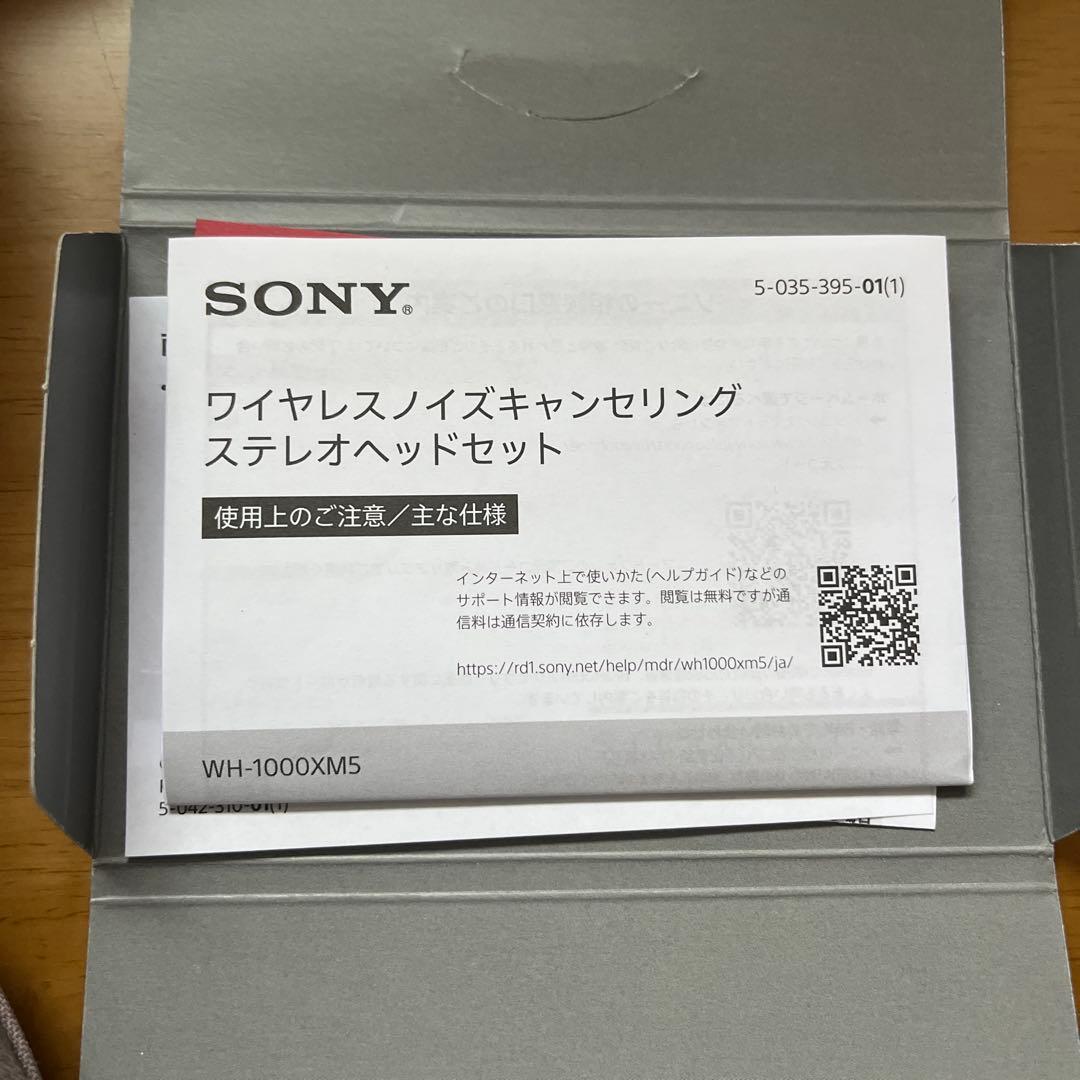 SONY®
5-035-395-01(1)
ワイヤレスノイズキャンセリング
ステレオヘッドセット
使用上のご注意／主な仕様
インターネット上で使いかた(ヘルプガイド)などの
サポート情報が閲覧できます。閲覧は無料ですが通
信料は通信契約に依存します。
https://rd1.sony.net/help/mdr/wh1000xm5/ja/
WH-1000XM5
5-042-310-01(1)